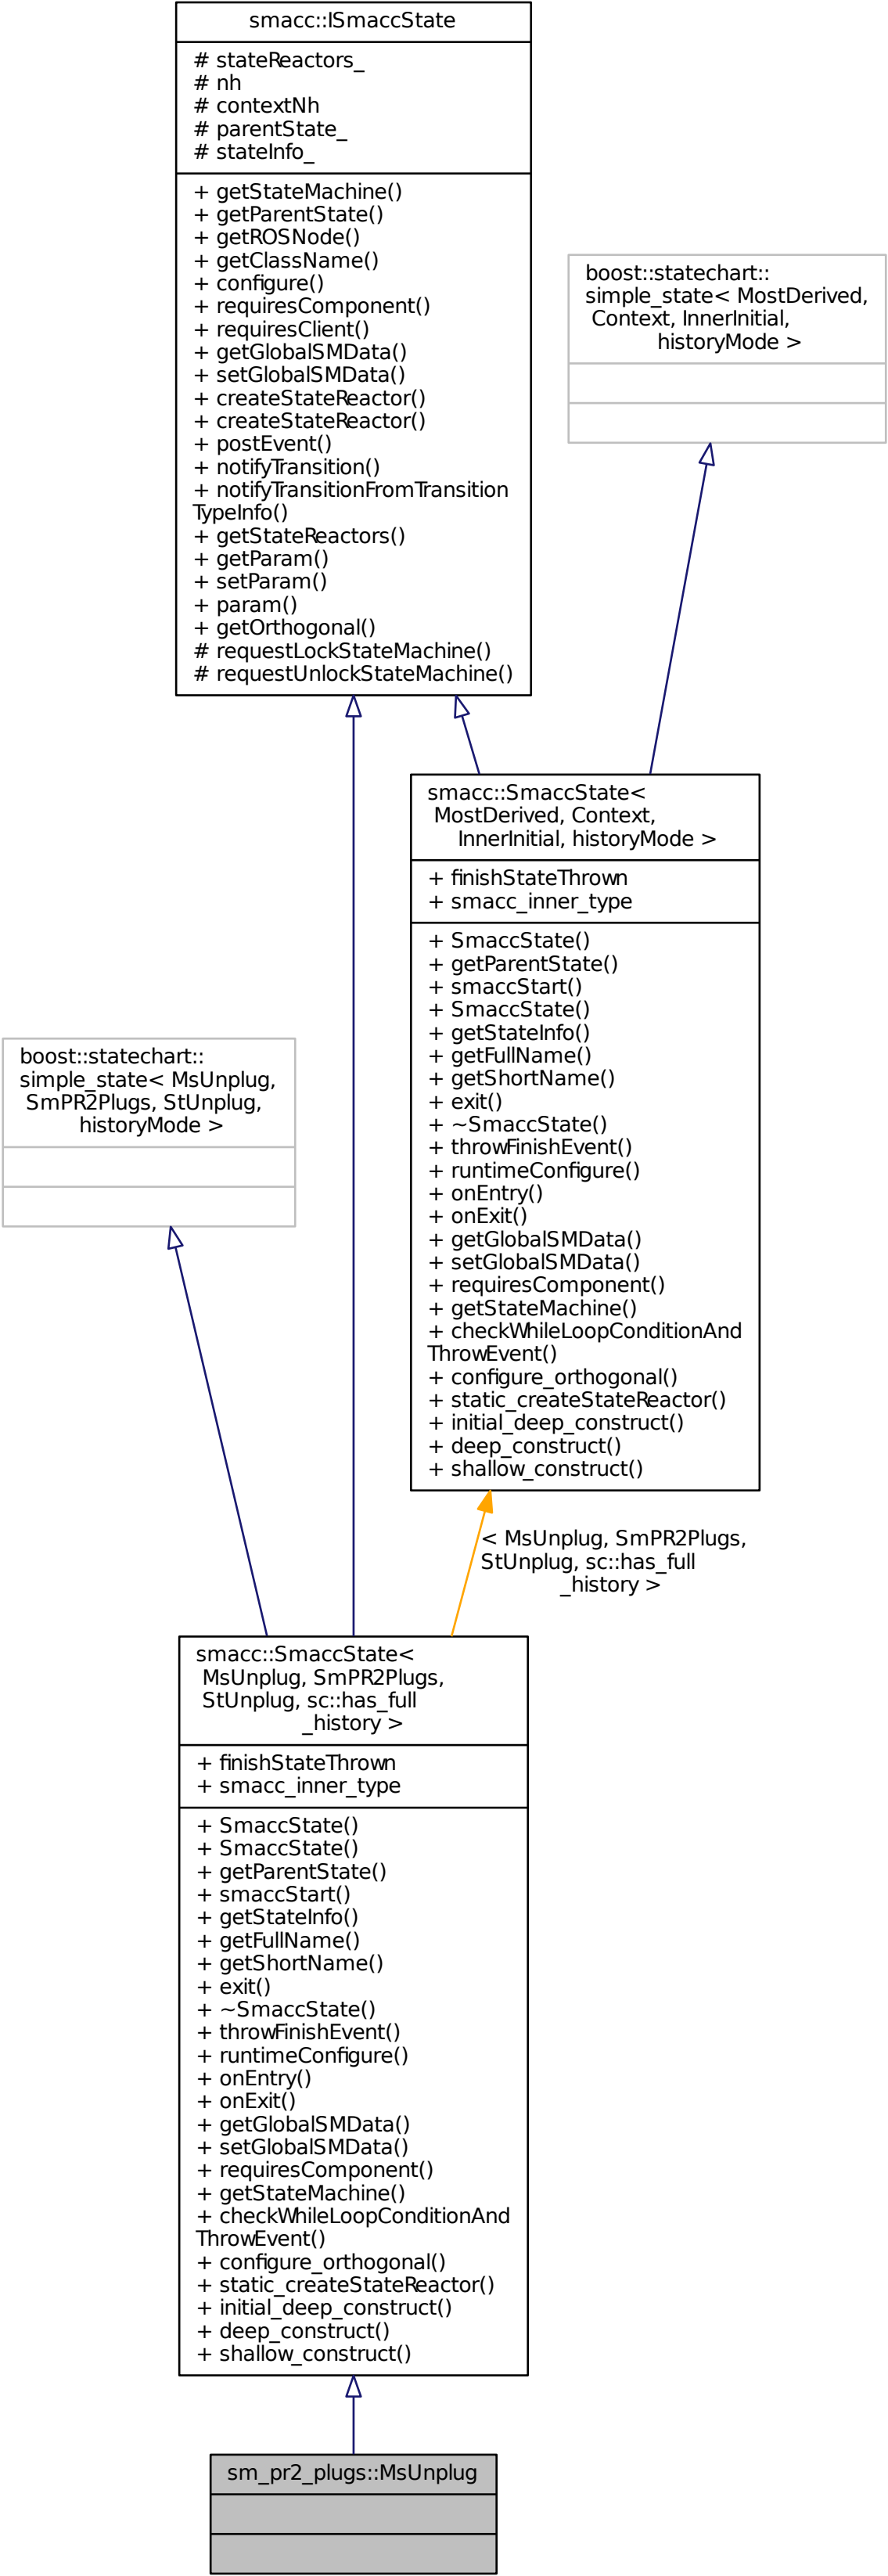 smacc::ISmaccState
# stateReactors_
# nh
# contextNh
# parentState_
# stateInfo_
+ getStateMachine()
+ getParentState()
+ getROSNode()
+ getClassName()
+ configure()
+ requiresComponent()
+ requiresClient()
+ getGlobalSMData()
+ setGlobalSMData()
+ createStateReactor()
+ createStateReactor()
+ postEvent()
+ notifyTransition()
+ notifyTransitionFromTransition
TypeInfo()
+ getStateReactors()
+ getParam()
+ setParam()
+ param()
+ getOrthogonal()
# requestLockStateMachine()
# requestUnlockStateMachine()
boost::statechart::
simple_state< MostDerived,
Context, InnerInitial,
historyMode >
smacc::SmaccState<
MostDerived, Context,
InnerInitial, historyMode >
+ finishStateThrown
+ smacc_inner_type
+ SmaccState()
+ getParentState()
+ smaccStart()
+ SmaccState()
+ getStateInfo()
+ getFullName()
+ getShortName()
+ exit()
+ ~SmaccState()
+ throwFinishEvent()
+ runtimeConfigure()
+ onEntry()
+ onExit()
+ getGlobalSMData()
+ setGlobalSMData()
+ requiresComponent()
+ getStateMachine()
+ checkWhileLoopConditionAnd
ThrowEvent()
+ configure_orthogonal()
+ static_createStateReactor()
+ initial_deep_construct()
+ deep_construct()
+ shallow_construct()
boost::statechart::
simple_state< MsUnplug,
SmPR2Plugs, StUnplug,
historyMode >
< MsUnplug, SmPR2Plugs,
StUnplug, sc::has_full
_history >
smacc::SmaccState<
MsUnplug, SmPR2Plugs,
StUnplug, sc::has_full
_history >
+ finishStateThrown
+ smacc_inner_type
+ SmaccState()
+ SmaccState()
+ getParentState()
+ smaccStart()
+ getStateInfo()
+ getFullName()
+ getShortName()
+ exit()
+ ~SmaccState()
+ throwFinishEvent()
+ runtimeConfigure()
+ onEntry()
+ onExit()
+ getGlobalSMData()
+ setGlobalSMData()
+ requiresComponent()
+ getStateMachine()
+ checkWhileLoopConditionAnd
ThrowEvent()
+ configure_orthogonal()
+ static_createStateReactor()
+ initial_deep_construct()
+ deep_construct()
+ shallow_construct()
sm_pr2_plugs::MsUnplug